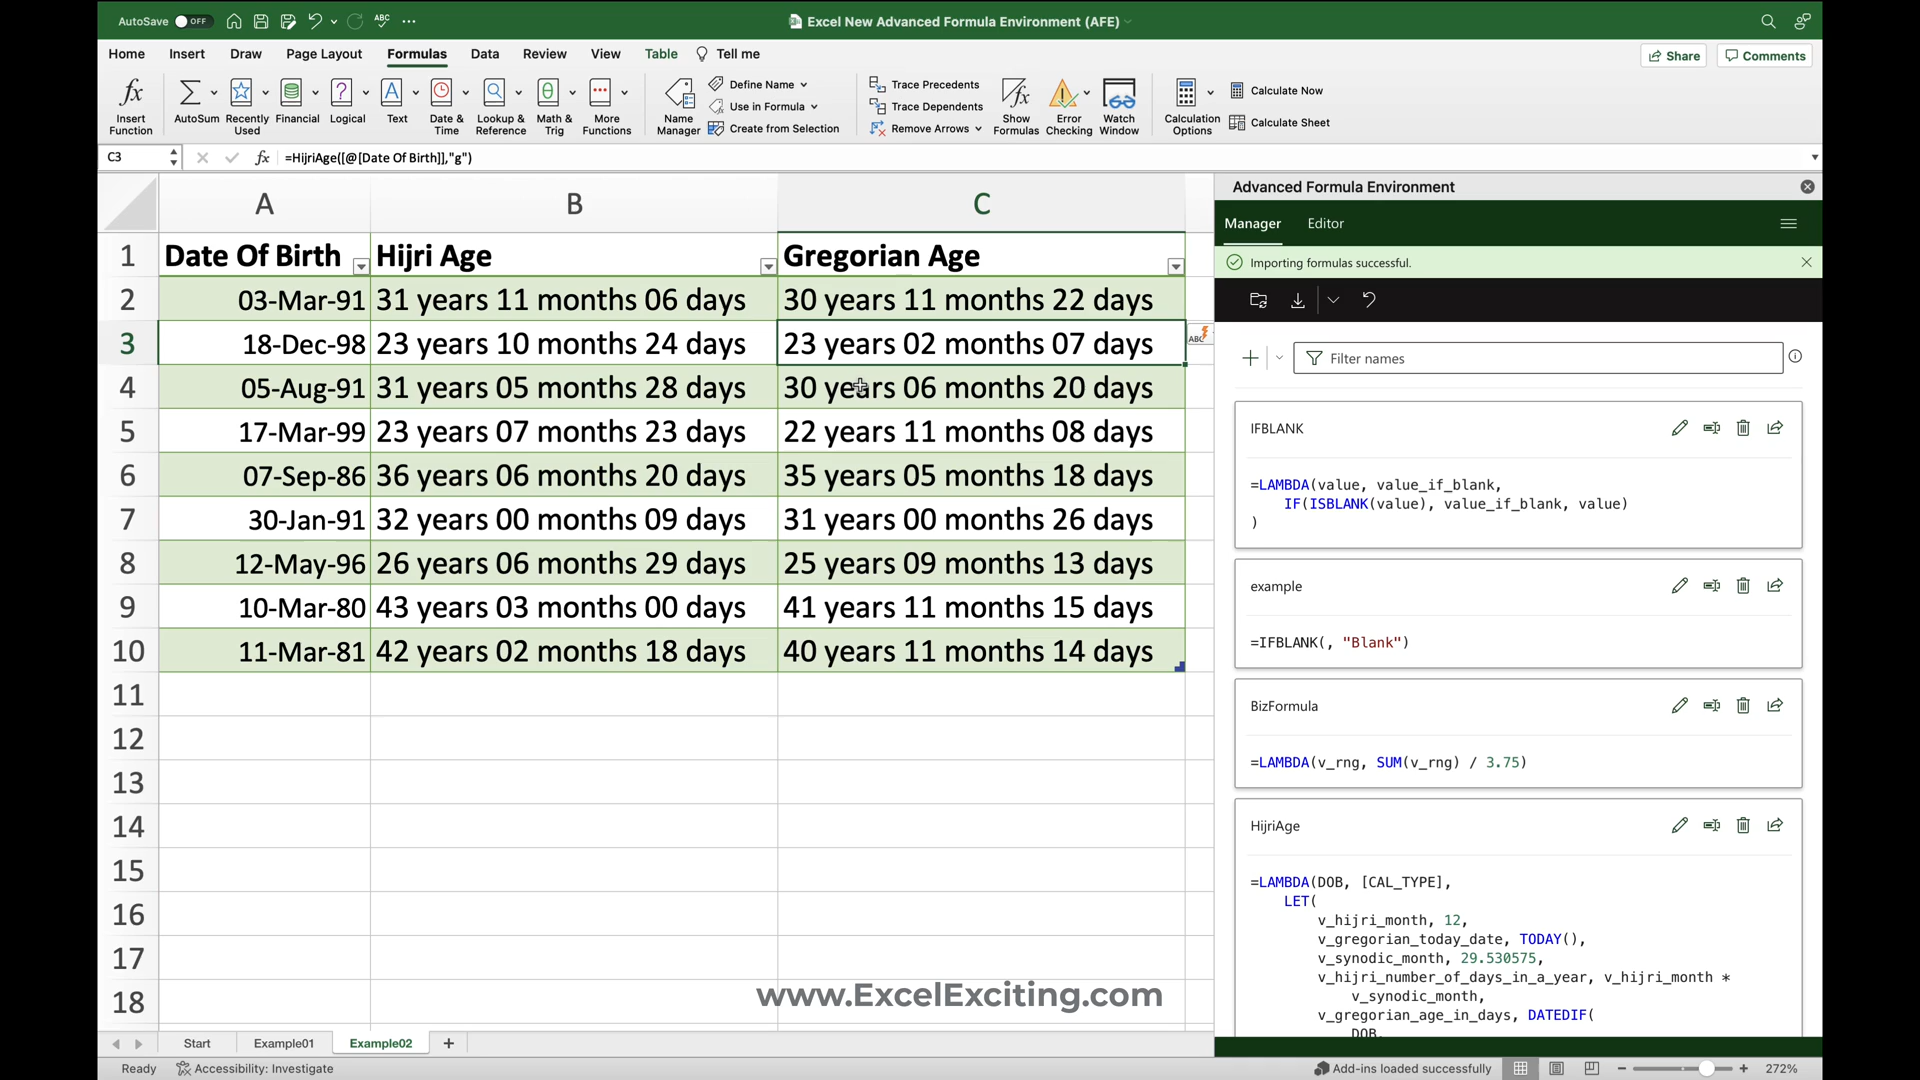 AutoSave OFF ABC ...
Excel New Advanced Formula Environment (AFE)
Home Insert Draw Page Layout Formulas Data Review View Table Tell me
Share Comments
Insert Function
AutoSum
Recently Used
Financial
Logical
Text
Date & Time
Lookup & Reference
Math & Trig
More Functions
Name Manager
Define Name
Use in Formula
Create from Selection
Trace Precedents
Trace Dependents
Remove Arrows
Show Formulas
Error Checking
Watch Window
Calculation Options
Calculate Now
Calculate Sheet
C3 fx =HijriAge([@[Date Of Birth]],"g")
A B C
1 Date Of Birth Hijri Age Gregorian Age
2 03-Mar-91 31 years 11 months 06 days 30 years 11 months 22 days
3 18-Dec-98 23 years 10 months 24 days 23 years 02 months 07 days
ABC
4 05-Aug-91 31 years 05 months 28 days 30 years 06 months 20 days
5 17-Mar-99 23 years 07 months 23 days 22 years 11 months 08 days
6 07-Sep-86 36 years 06 months 20 days 35 years 05 months 18 days
7 30-Jan-91 32 years 00 months 09 days 31 years 00 months 26 days
8 12-May-96 26 years 06 months 29 days 25 years 09 months 13 days
9 10-Mar-80 43 years 03 months 00 days 41 years 11 months 15 days
10 11-Mar-81 42 years 02 months 18 days 40 years 11 months 14 days
11
12
13
14
15
16
17
18
www.ExcelExciting.com
Advanced Formula Environment
Manager Editor
Importing formulas successful.
Filter names
IFBLANK
=LAMBDA(value, value_if_blank,
IF(ISBLANK(value), value_if_blank, value)
)
example
=IFBLANK(, "Blank")
BizFormula
=LAMBDA(v_rng, SUM(v_rng) / 3.75)
HijriAge
=LAMBDA(DOB, [CAL_TYPE],
LET(
v_hijri_month, 12,
v_gregorian_today_date, TODAY(),
v_synodic_month, 29.530575,
v_hijri_number_of_days_in_a_year, v_hijri_month *
v_synodic_month,
v_gregorian_age_in_days, DATEDIF(
DOB,
Start Example01 Example02
Ready Accessibility: Investigate
Add-ins loaded successfully 272%